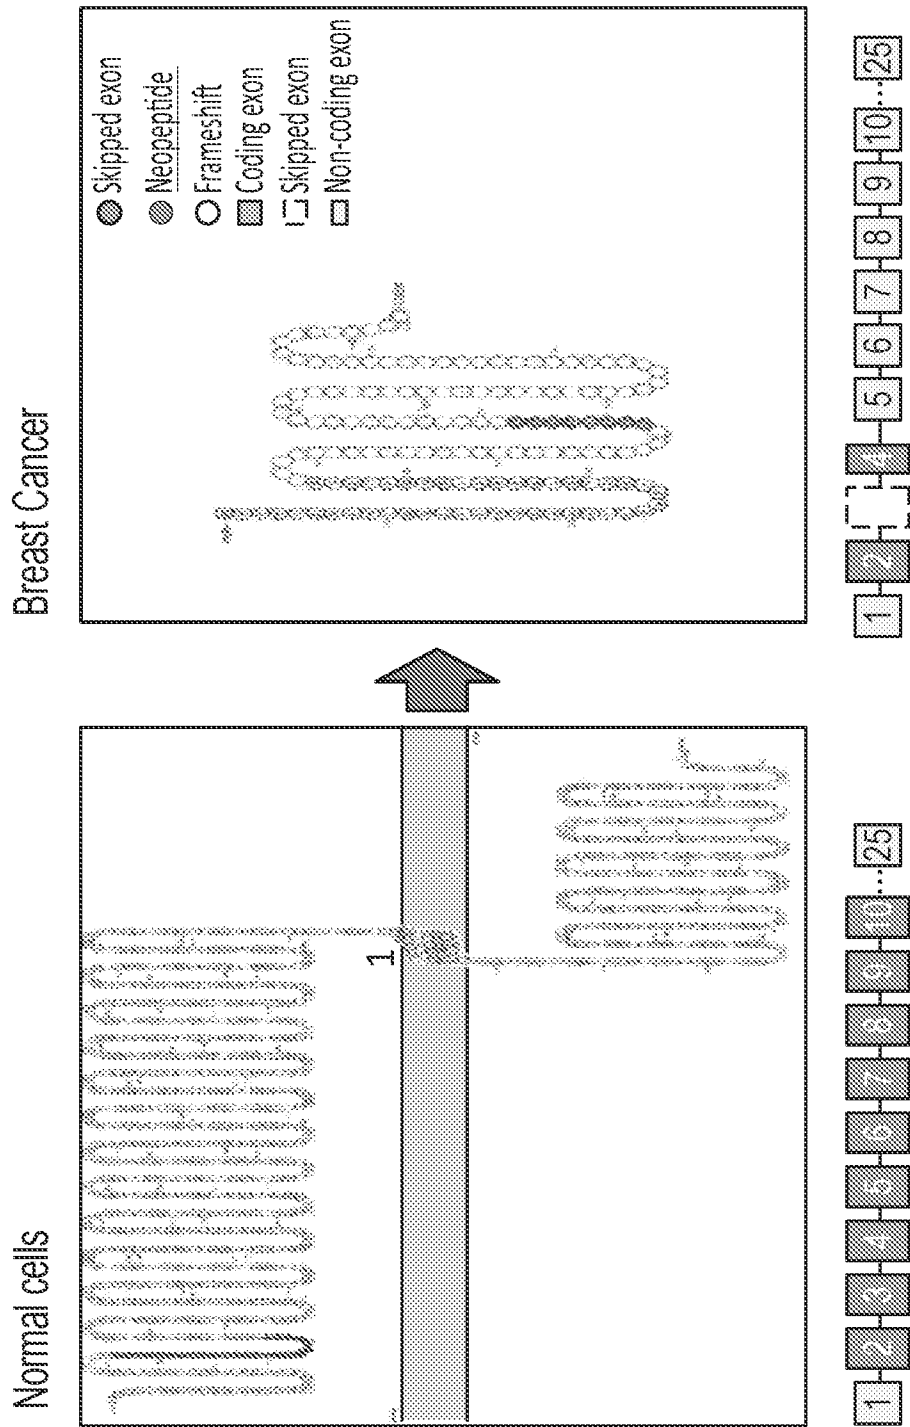 Normal cells
Breast Cancer
1
Skipped exon
Neopeptide
Frameshift
Coding exon
Skipped exon
Non-coding exon
1 2 3 4 5 6 7 8 9 10 25
1 2 4 5 6 7 8 9 10 25